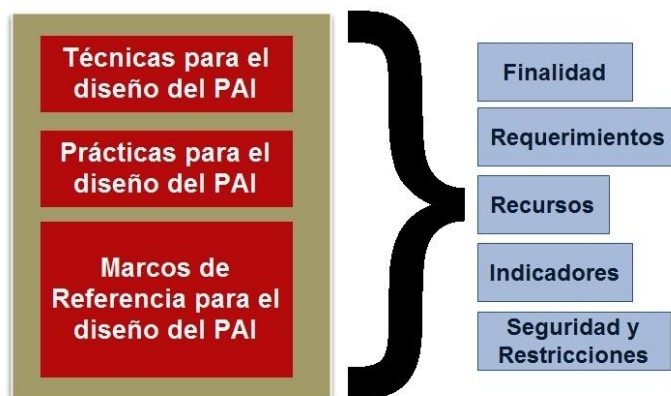 Técnicas para el
diseño del PAI
Prácticas para el
diseño del PAI
Marcos de
Referencia para el
diseño del PAI
Finalidad
Requerimientos
Recursos
Indicadores
Seguridad y
Restricciones